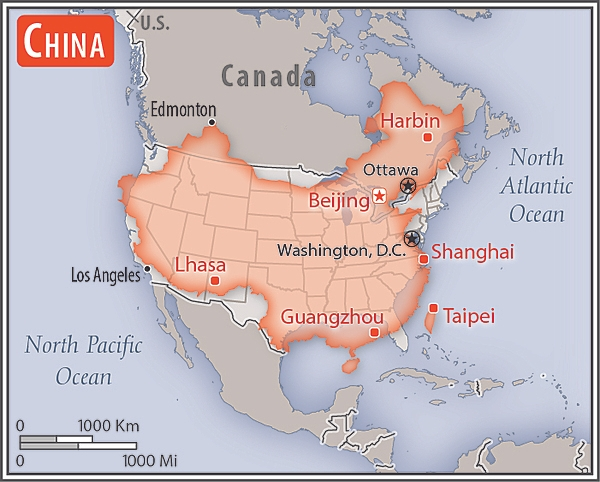 CHINA
U.S.
Canada
Edmonton
Harbin
Ottawa
North
Atlantic
Ocean
Beijing
Washington, D.C.
Shanghai
Los Angeles
Lhasa
Guangzhou
Taipei
North Pacific
Ocean
0 1000 Km
0 1000 Mi